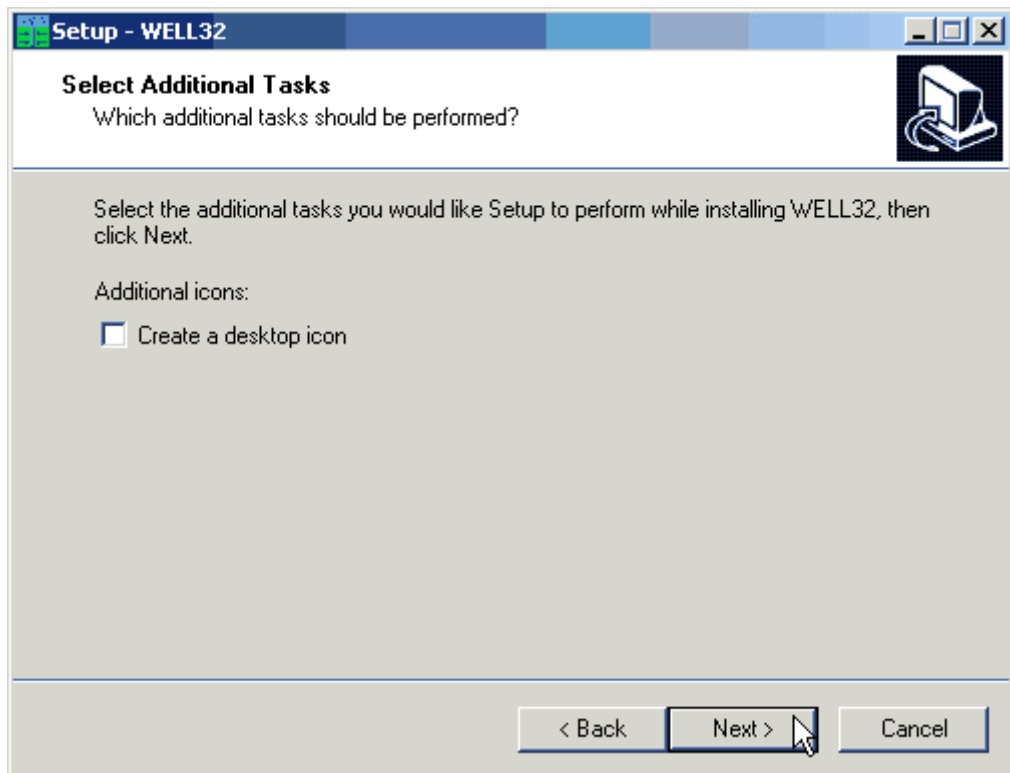 Setup - WELL32
Select Additional Tasks
Which additional tasks should be performed?
Select the additional tasks you would like Setup to perform while installing WELL32, then
click Next.
Additional icons:
Create a desktop icon
< Back
Next >
Cancel